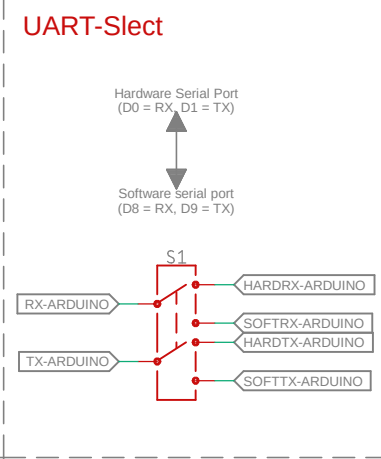 UART-Slect
Hardware Serial Port
(D0 = RX, D1 = TX)
Software serial port
(D8 = RX, D9 = TX)
S1
HARDRX-ARDUINO
RX-ARDUINO
SOFTRX-ARDUINO
HARDTX-ARDUINO
TX-ARDUINO
SOFTTX-ARDUINO